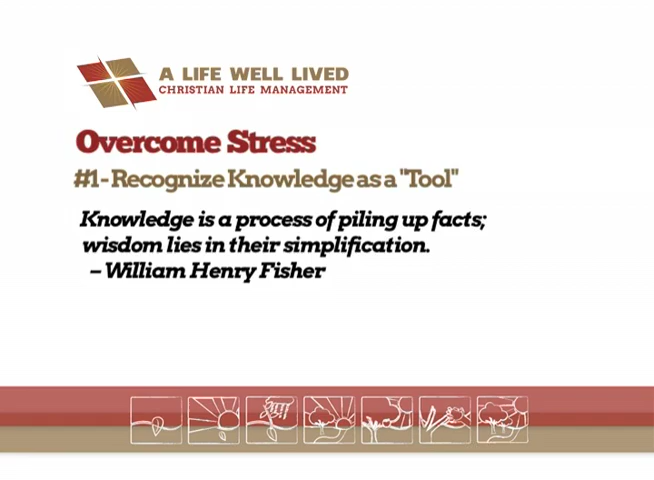 A LIFE WELL LIVED
CHRISTIAN LIFE MANAGEMENT
Overcome Stress
#1- Recognize Knowledge as a "Tool"
Knowledge is a process of piling up facts;
wisdom lies in their simplification.
– William Henry Fisher